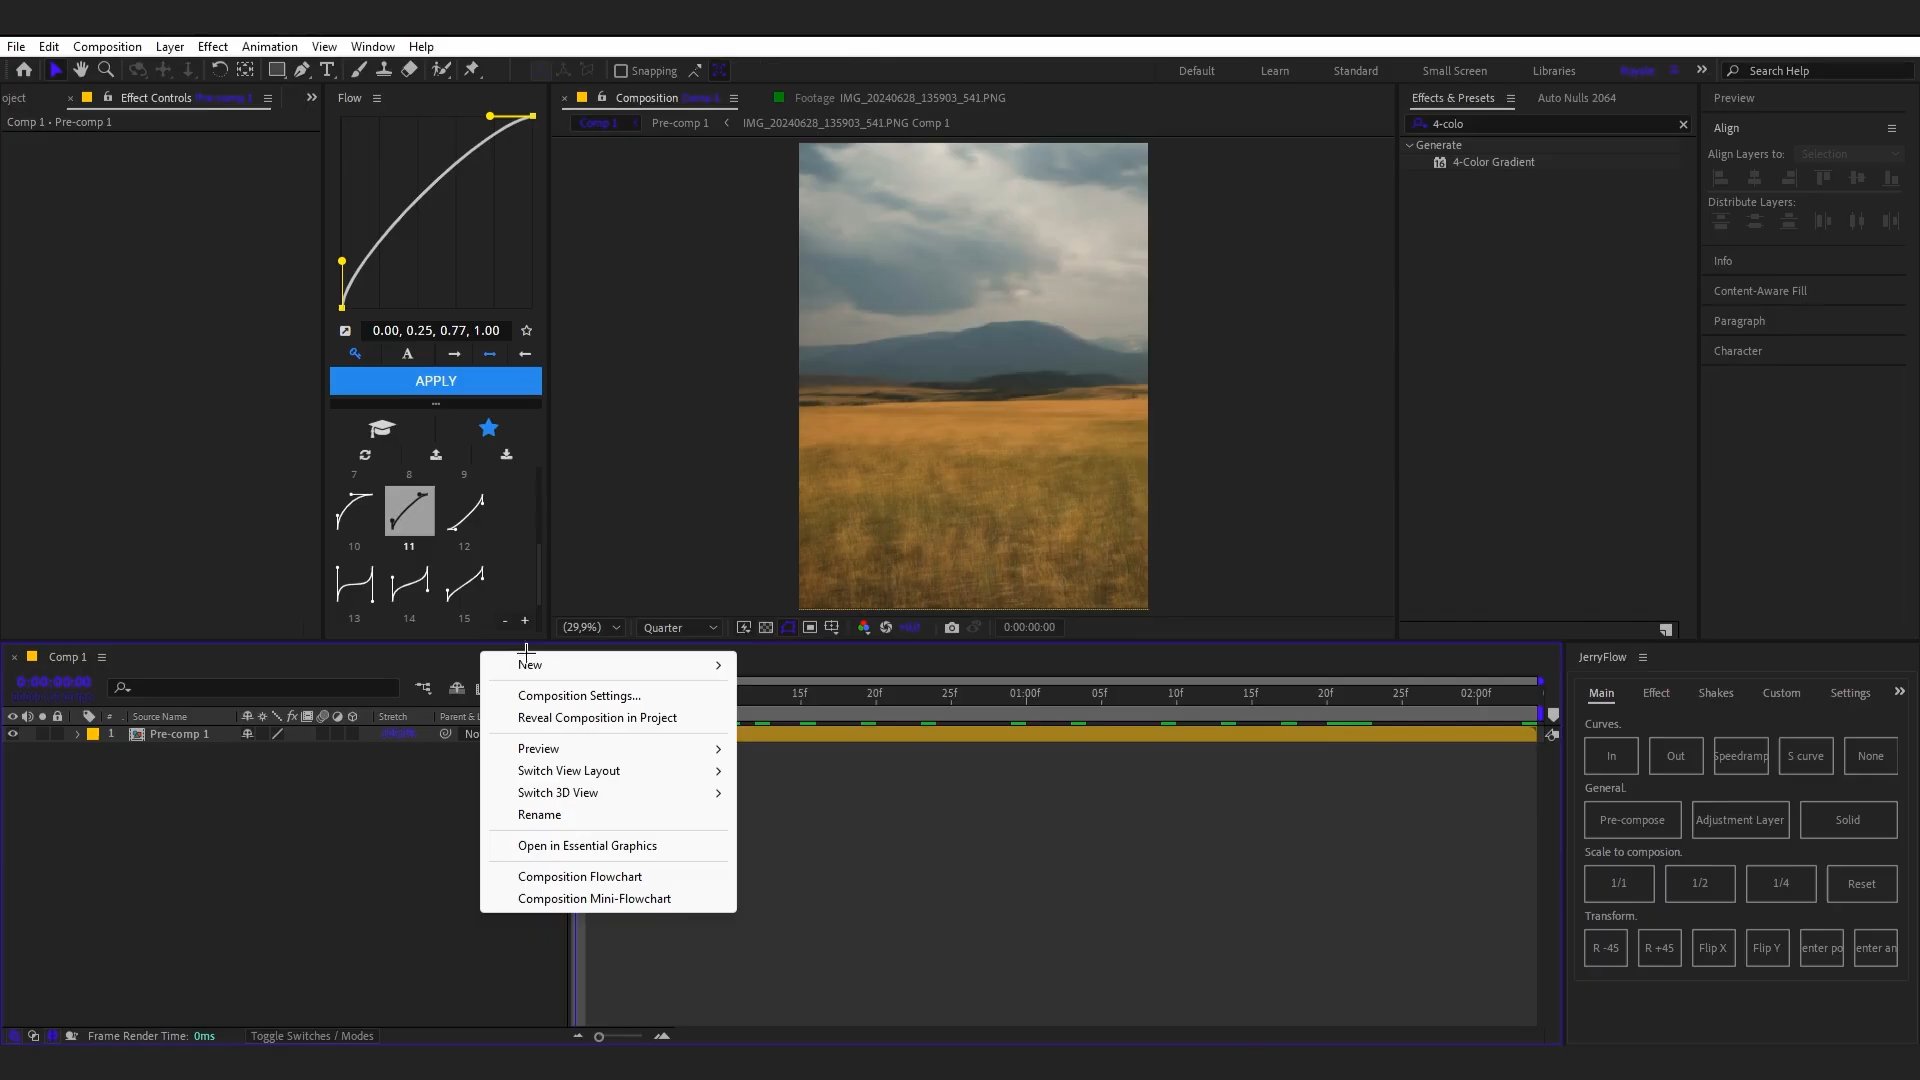 File Edit Composition Layer Effect Animation View Window Help
Snapping
Default Learn Standard Small Screen Libraries
Search Help
oject
Effect Controls Pre-comp 1
Comp 1 • Pre-comp 1
Flow
0.00, 0.25, 0.77, 1.00
A
APPLY
7 8 9
10 11 12
13 14 15
- +
Composition Comp 1
Footage IMG_20240628_135903_541.PNG
Comp 1 Pre-comp 1 IMG_20240628_135903_541.PNG Comp 1
(29,9%) Quarter
0:00:00:00
Effects & Presets
Auto Nulls 2064
4-colo
Generate
4-Color Gradient
Preview
Align
Align Layers to: Selection
Distribute Layers:
Info
Content-Aware Fill
Paragraph
Character
Comp 1
0:00:00:00
15f 20f 25f 01:00f 05f 10f 15f 20f 25f 02:00f
# Source Name
fx
Stretch
Parent & L
1 Pre-comp 1
No
New
Composition Settings...
Reveal Composition in Project
Preview
Switch View Layout
Switch 3D View
Rename
Open in Essential Graphics
Composition Flowchart
Composition Mini-Flowchart
Frame Render Time: 0ms
Toggle Switches / Modes
JerryFlow
Main Effect Shakes Custom Settings
Curves.
In Out Speedramp S curve None
General.
Pre-compose Adjustment Layer Solid
Scale to composion.
1/1 1/2 1/4 Reset
Transform.
R -45 R +45 Flip X Flip Y enter po enter an